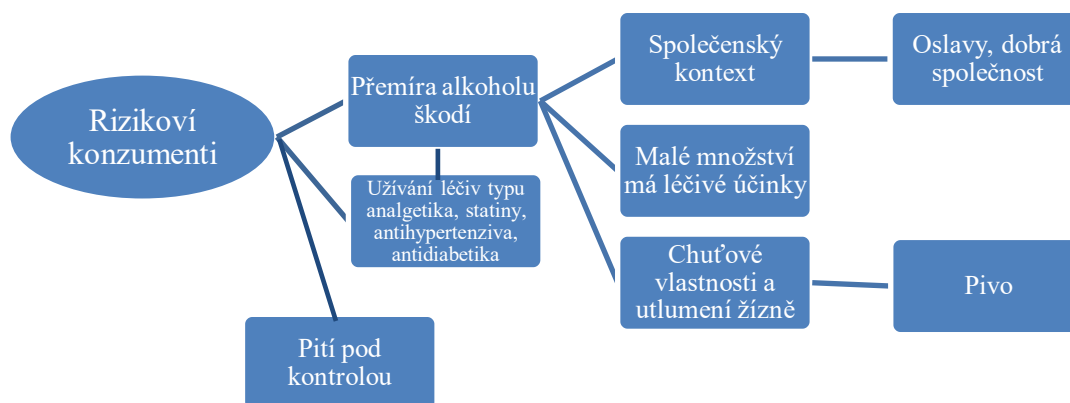 Rizikoví
konzumenti
Přemíra alkoholu
škodí
Užívání léčiv typu
analgetika, statiny,
antihypertenziva,
antidiabetika
Pití pod
kontrolou
Společenský
kontext
Malé množství
má léčivé účinky
Chuťové
vlastnosti a
utlumení žízně
Oslavy, dobrá
společnost
Pivo